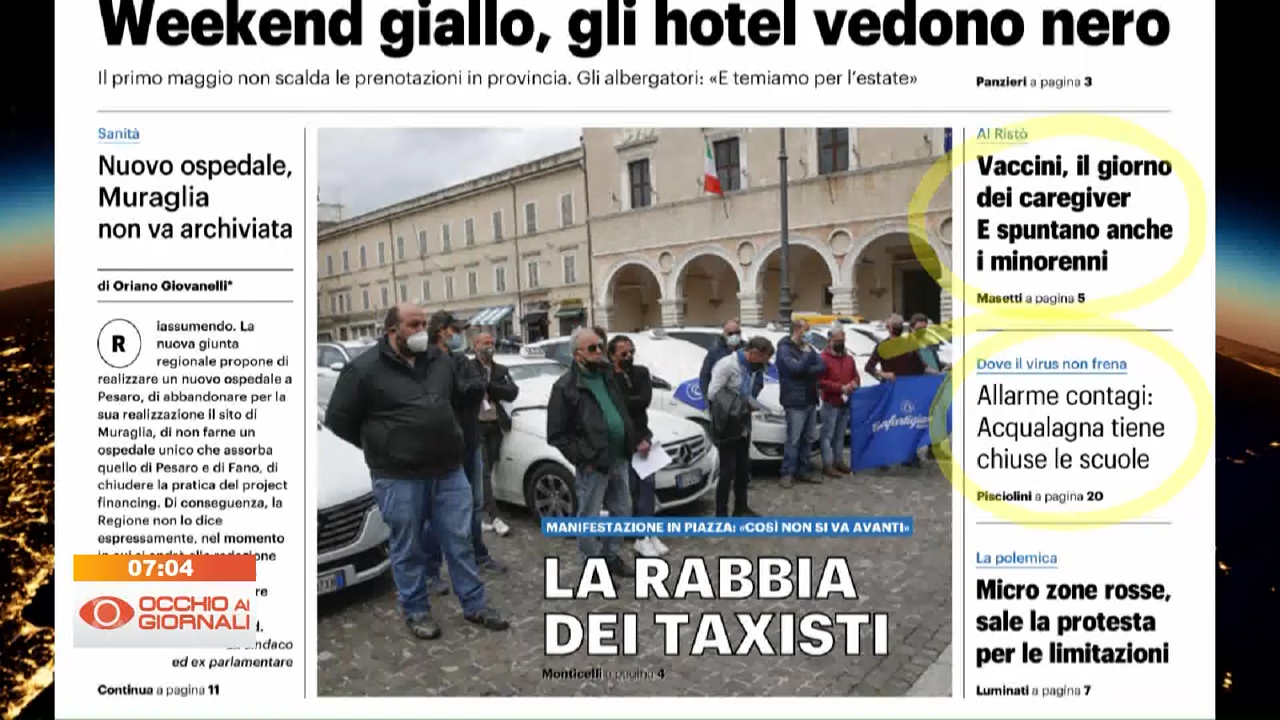 Weekend giallo, gli hotel vedono nero
Il primo maggio non scalda le prenotazioni in provincia. Gli albergatori: «E temiamo per l'estate»
Panzieri a pagina 3
Sanità
Nuovo ospedale,
Muraglia
non va archiviata
di Oriano Giovanelli*
Riassumendo. La
nuova giunta
regionale propone di
realizzare un nuovo ospedale a
Pesaro, di abbandonare per la
sua realizzazione il sito di
Muraglia, di non farne un
ospedale unico che assorba
quello di Pesaro e di Fano, di
chiudere la pratica del project
financing. Di conseguenza, la
Regione non lo dice
espressamente, nel momento
ed ex parlamentare
Continua a pagina 11
07:04
OCCHIO AI
GIORNALI
MANIFESTAZIONE IN PIAZZA: «COSÌ NON SI VA AVANTI»
LA RABBIA
DEI TAXISTI
Monticelli a pagina 4
Al Ristò
Vaccini, il giorno
dei caregiver
E spuntano anche
i minorenni
Masetti a pagina 5
Dove il virus non frena
Allarme contagi:
Acqualagna tiene
chiuse le scuole
Pisciolini a pagina 20
La polemica
Micro zone rosse,
sale la protesta
per le limitazioni
Luminati a pagina 7